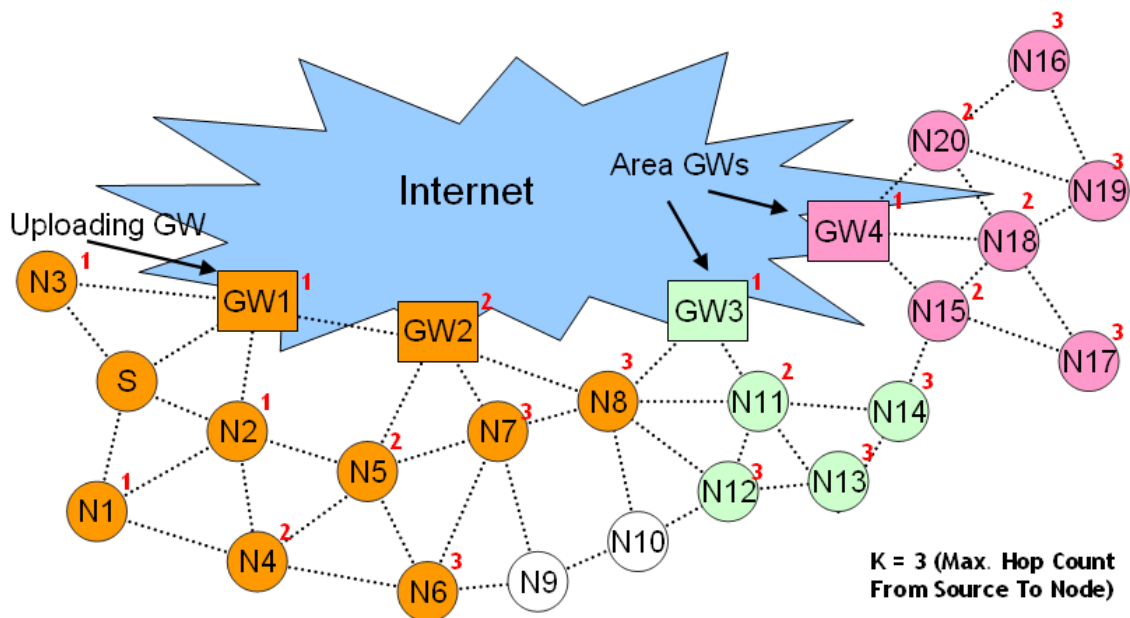 3
N16
2
N20
Area GWs
3
N19
Internet
1
2
GW4
N18
Uploading GW
1
N3
1
GW1
2
GW2
1
GW3
2
N15
3
N17
S
3
N8
2
N11
3
N14
1
N2
3
N7
2
N5
3
N12
3
N13
1
N1
2
N4
3
N6
N9
N10
K = 3 (Max. Hop Count
From Source To Node)